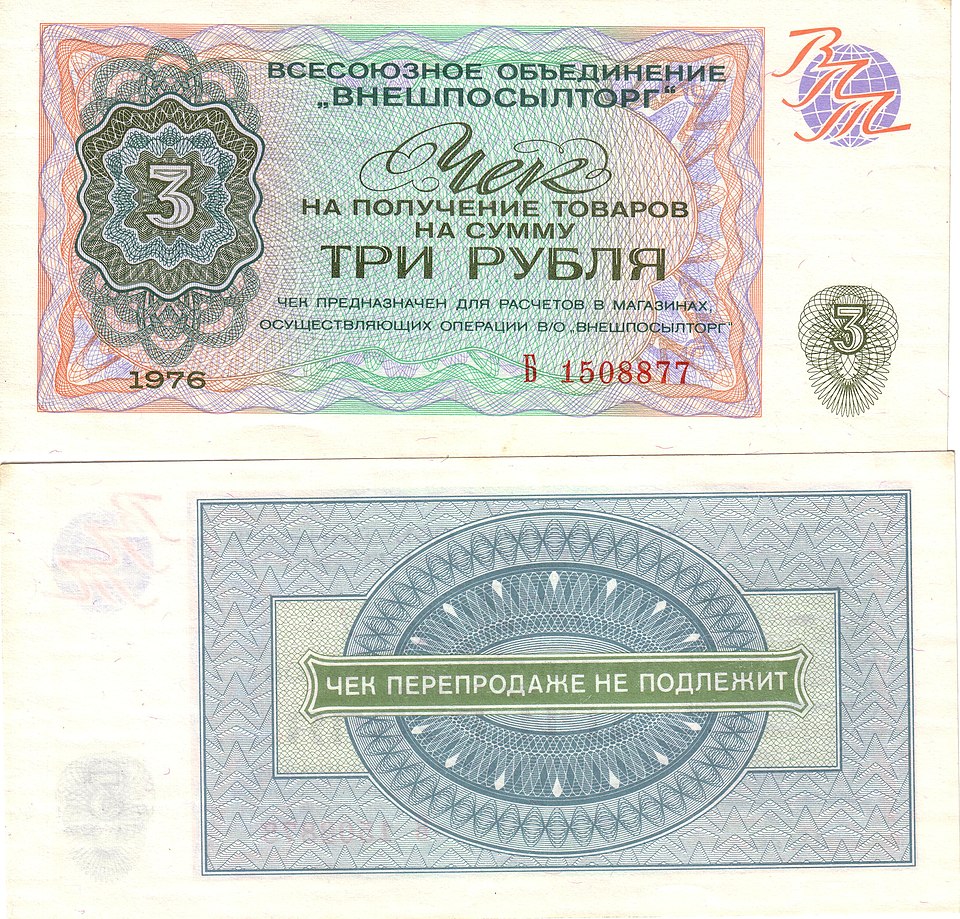 ВСЕСОЮЗНОЕ ОБЪЕДИНЕНИЕ
„ВНЕШПОСЫЛТОРГ“
ВПТ
Чек
НА ПОЛУЧЕНИЕ ТОВАРОВ
НА СУММУ
ТРИ РУБЛЯ
3
ЧЕК ПРЕДНАЗНАЧЕН ДЛЯ РАСЧЕТОВ В МАГАЗИНАХ,
ОСУЩЕСТВЛЯЮЩИХ ОПЕРАЦИИ В/О „ВНЕШПОСЫЛТОРГ“
3
1976
Б 1508877
ЧЕК ПЕРЕПРОДАЖЕ НЕ ПОДЛЕЖИТ